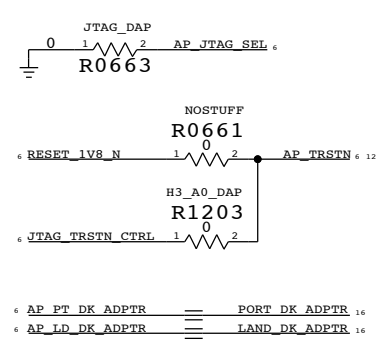 JTAG_DAP
0 1 2 AP_JTAG_SEL 6
R0663
NOSTUFF
R0661
0
6 RESET_1V8_N 1 2 AP_TRSTN 6 12
H3_A0_DAP
R1203
0
6 JTAG_TRSTN_CTRL 1 2
6 AP_PT_DK_ADPTR PORT_DK_ADPTR 16
6 AP_LD_DK_ADPTR LAND_DK_ADPTR 16